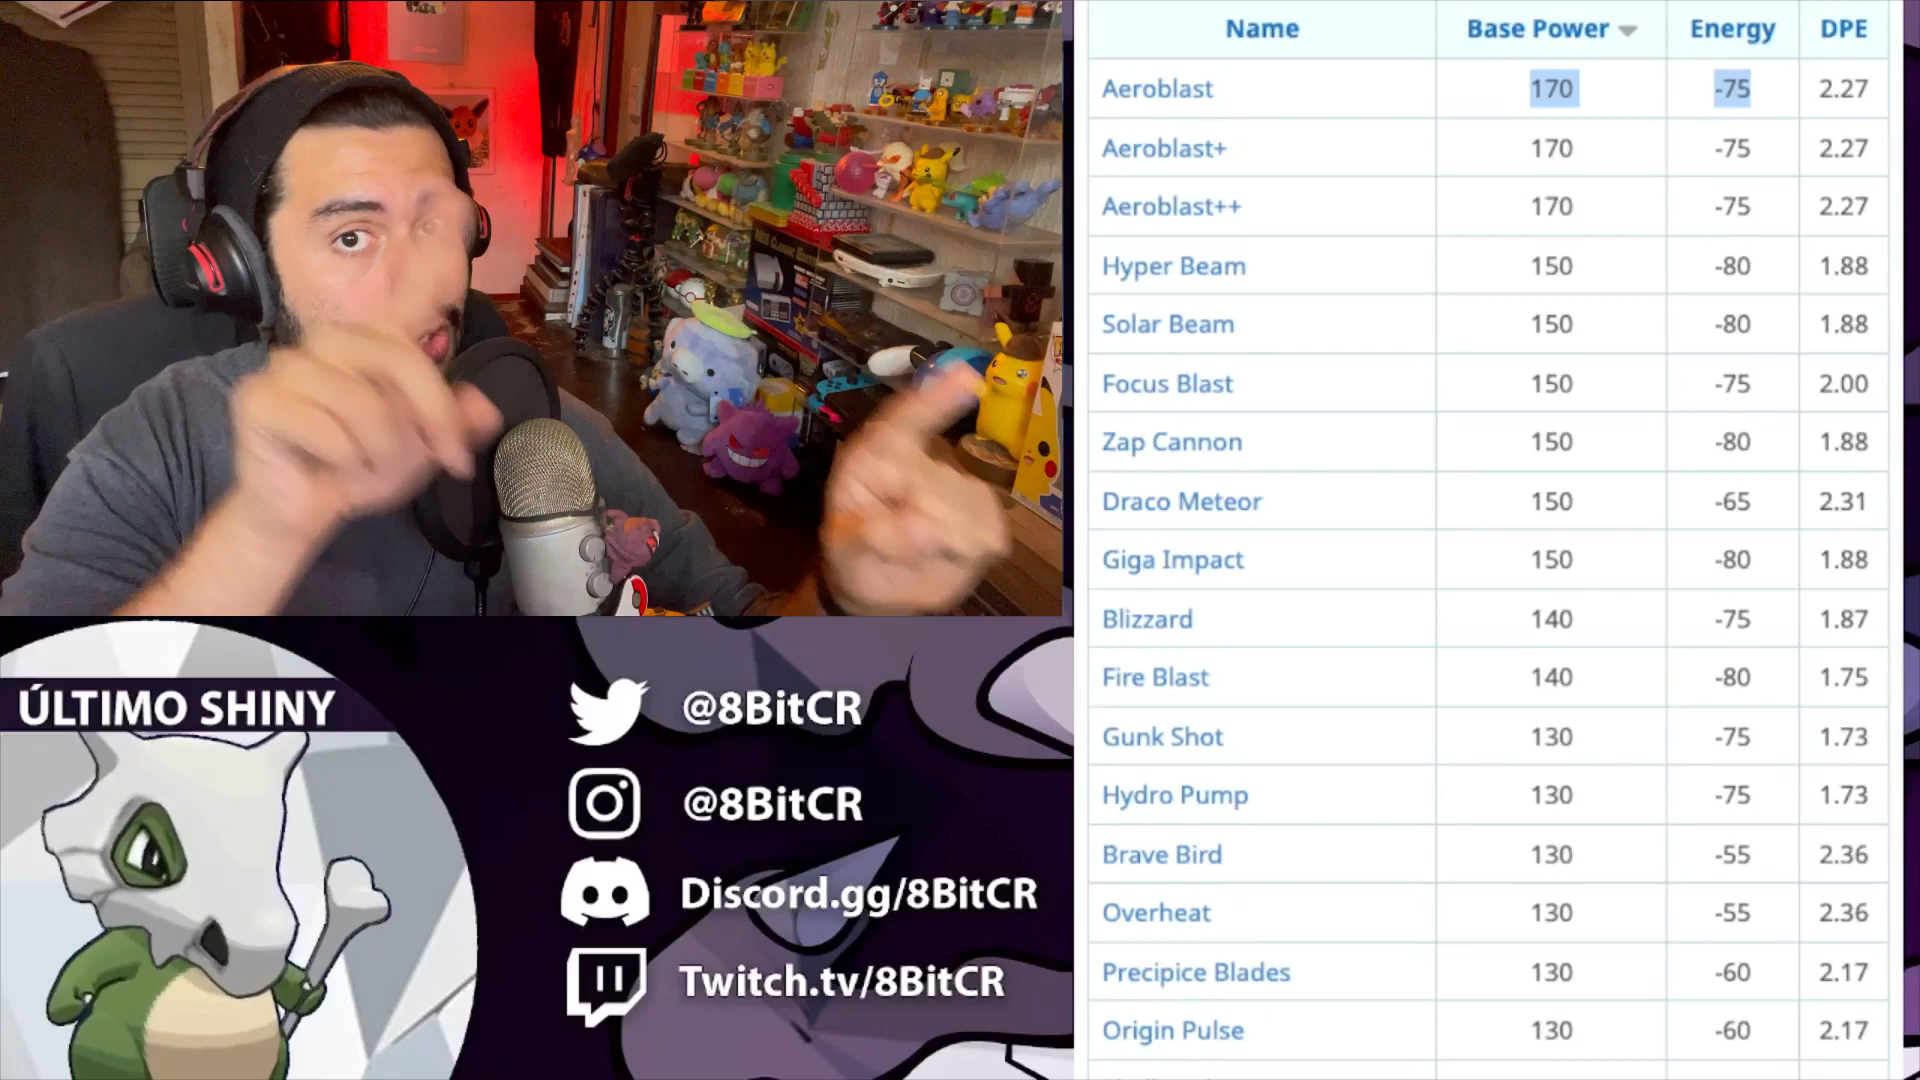 Name Base Power Energy DPE
Aeroblast 170 -75 2.27
Aeroblast+ 170 -75 2.27
Aeroblast++ 170 -75 2.27
Hyper Beam 150 -80 1.88
Solar Beam 150 -80 1.88
Focus Blast 150 -75 2.00
Zap Cannon 150 -80 1.88
Draco Meteor 150 -65 2.31
Giga Impact 150 -80 1.88
Blizzard 140 -75 1.87
Fire Blast 140 -80 1.75
Gunk Shot 130 -75 1.73
Hydro Pump 130 -75 1.73
Brave Bird 130 -55 2.36
Overheat 130 -55 2.36
Precipice Blades 130 -60 2.17
Origin Pulse 130 -60 2.17
ÚLTIMO SHINY
@8BitCR
@8BitCR
Discord.gg/8BitCR
Twitch.tv/8BitCR